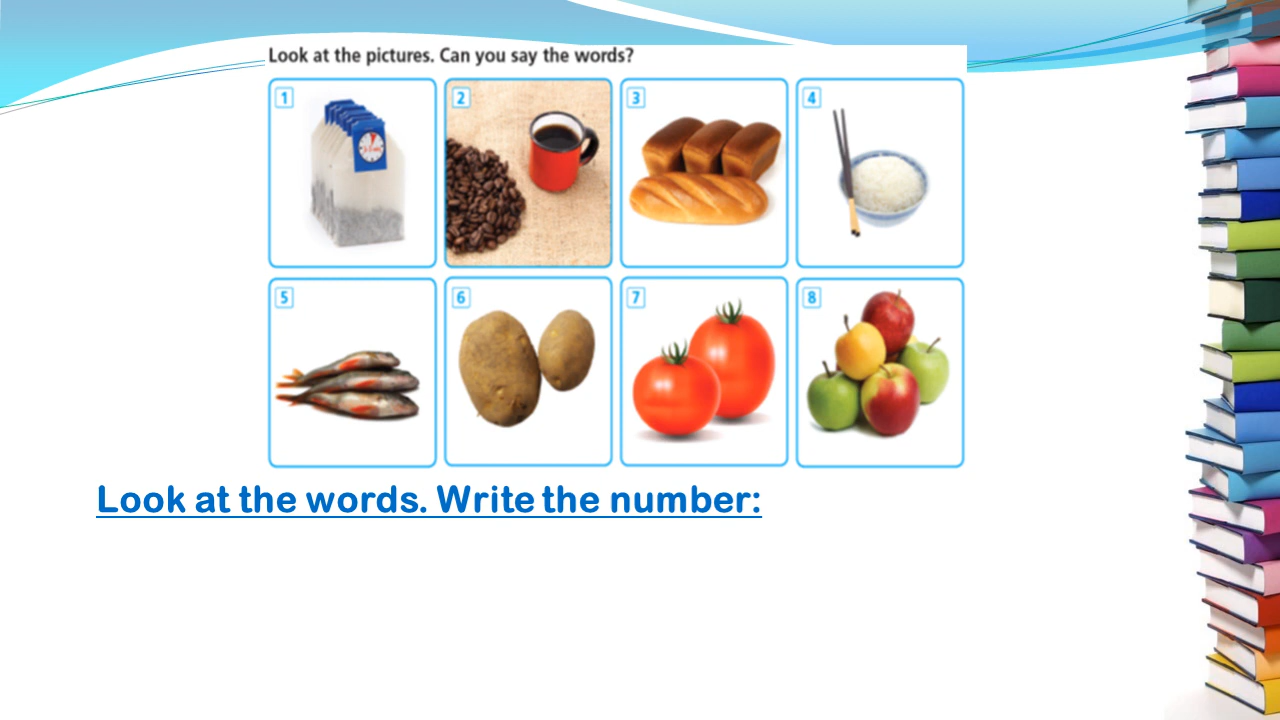 Look at the pictures. Can you say the words?
1 2 3 4
5 6 7 8
Look at the words. Write the number: